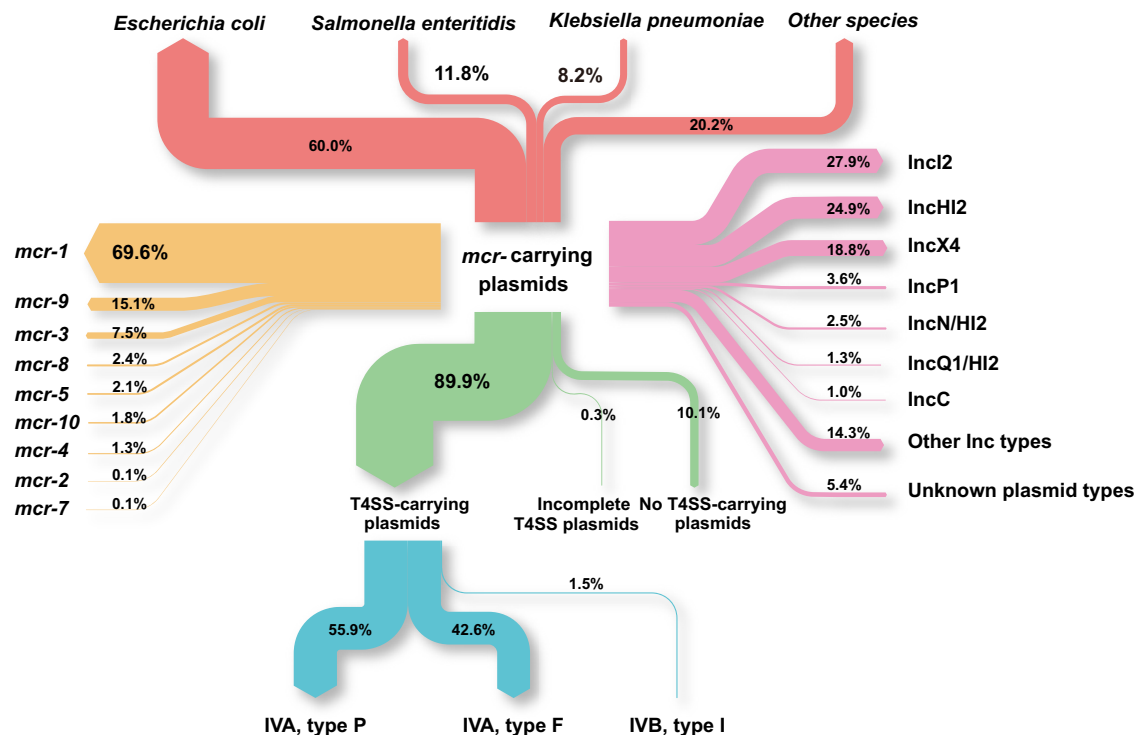 Escherichia coli
Salmonella enteritidis
Klebsiella pneumoniae
Other species
11.8%
8.2%
60.0%
20.2%
mcr-carrying
plasmids
mcr-1
69.6%
mcr-9
15.1%
mcr-3
7.5%
mcr-8
2.4%
mcr-5
2.1%
mcr-10
1.8%
mcr-4
1.3%
mcr-2
0.1%
mcr-7
0.1%
27.9%
IncI2
24.9%
IncHI2
18.8%
IncX4
3.6%
IncP1
2.5%
IncN/HI2
1.3%
IncQ1/HI2
1.0%
IncC
14.3%
Other Inc types
5.4%
Unknown plasmid types
89.9%
0.3%
10.1%
T4SS-carrying
plasmids
Incomplete
T4SS plasmids
No T4SS-carrying
plasmids
55.9%
42.6%
1.5%
IVA, type P
IVA, type F
IVB, type I